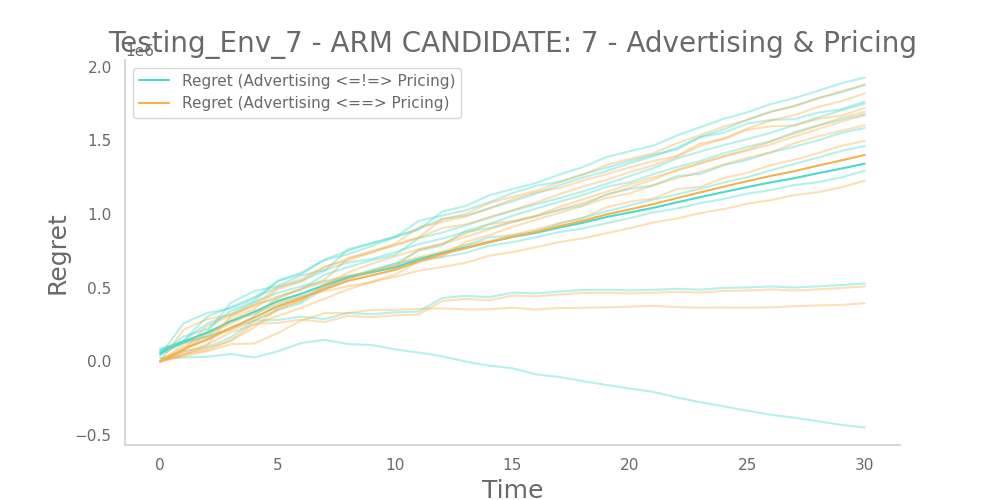 Testing_Env_7 - ARM CANDIDATE: 7 - Advertising & Pricing
1e6
2.0
1.5
1.0
0.5
0.0
−0.5
Regret (Advertising <=!=> Pricing)
Regret (Advertising <==> Pricing)
Regret
0 5 10 15 20 25 30
Time